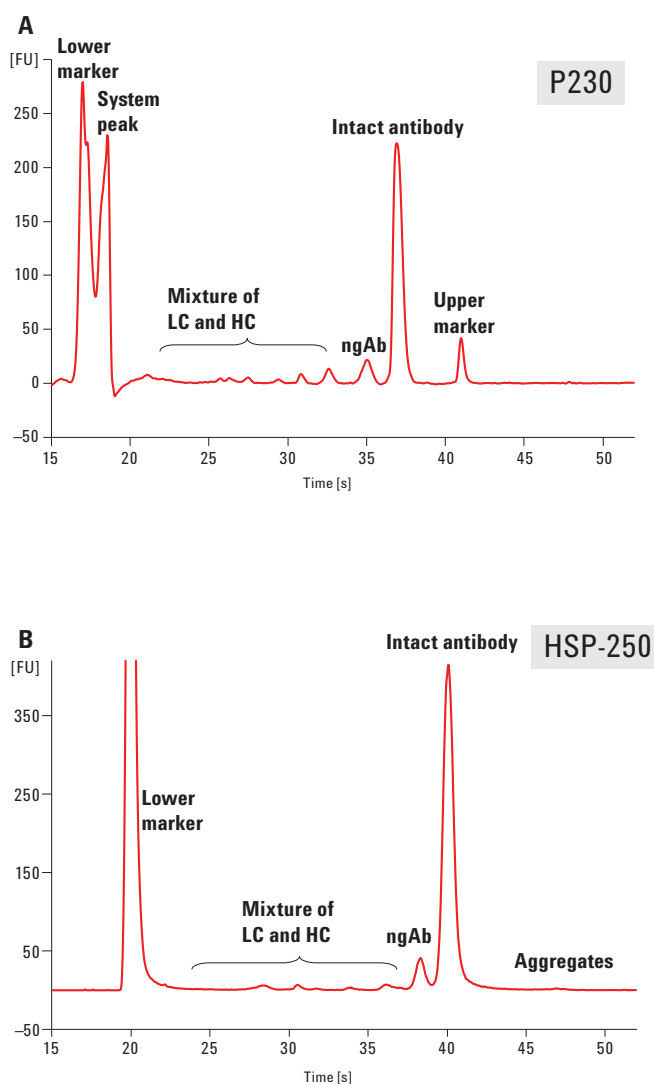 A
Lower
marker
[FU]
System
peak
P230
Intact antibody
250
200
150
100
50
0
–50
Mixture of
LC and HC
ngAb
Upper
marker
15 20 25 30 35 40 45 50
Time [s]
B
[FU]
Intact antibody
HSP-250
350
250
150
50
–50
Lower
marker
Mixture of
LC and HC
ngAb
Aggregates
15 20 25 30 35 40 45 50
Time [s]